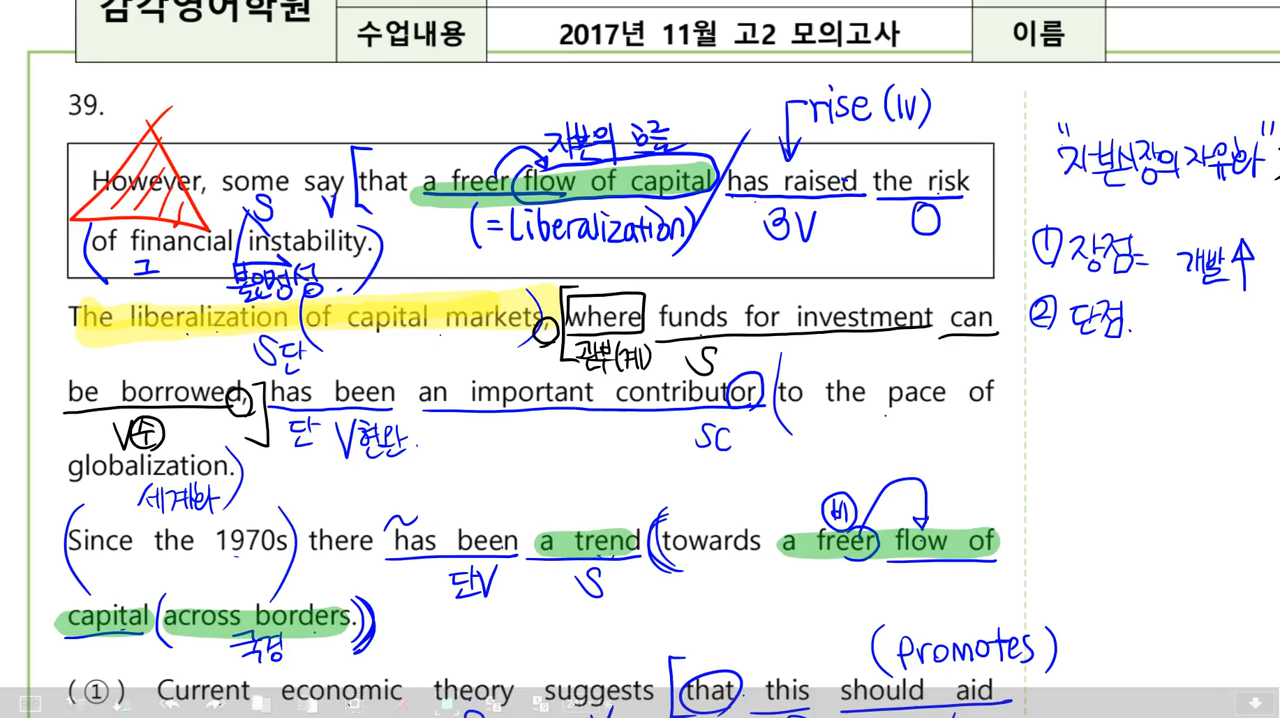 감각영어학원
수업내용
2017년 11월 고2 모의고사
이름
39.
rise (1V)
자본의 흐름
However, some say that a freer flow of capital has raised the risk
S
V
(=Liberalization)
3V
O
of financial instability.
불안정성
The liberalization of capital markets, where funds for investment can
S단
관부(계)
S
be borrowed, has been an important contributor to the pace of
V수
단 V현완.
SC
globalization.
세계화
Since the 1970s there has been a trend towards a freer flow of
비
단V
S
capital (across borders.)
국경
(promotes)
(①) Current economic theory suggests that this should aid
"자본시장의 자유화"
① 장점= 개발↑
② 단점.